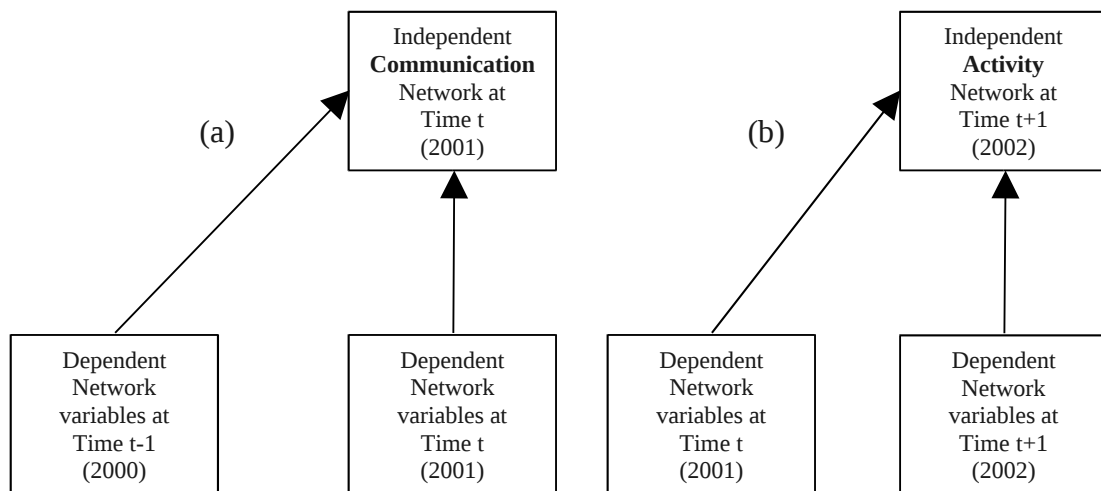 Independent
Communication
Network at
Time t
(2001)
(a)
Independent
Activity
Network at
Time t+1
(2002)
(b)
Dependent
Network
variables at
Time t-1
(2000)
Dependent
Network
variables at
Time t
(2001)
Dependent
Network
variables at
Time t
(2001)
Dependent
Network
variables at
Time t+1
(2002)